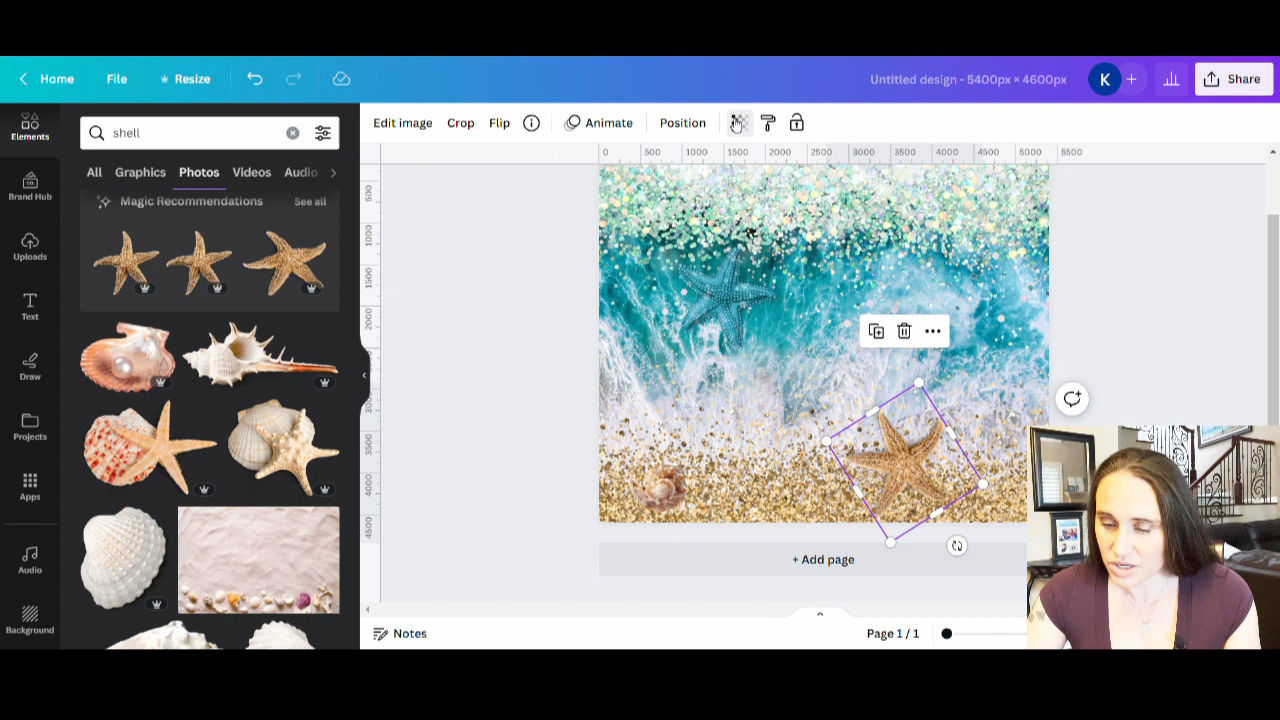 Home File Resize
Untitled design - 5400px × 4600px K + Share
Elements
shell
Edit image Crop Flip Animate Position
0 500 1000 1500 2000 2500 3000 3500 4000 4500 5000 5500
All Graphics Photos Videos Audio
Brand Hub
Magic Recommendations See all
500
1000
1500
2000
2500
3000
3500
4000
4500
Uploads
Text
Draw
Projects
Apps
Audio
Background
+ Add page
Notes
Page 1 / 1